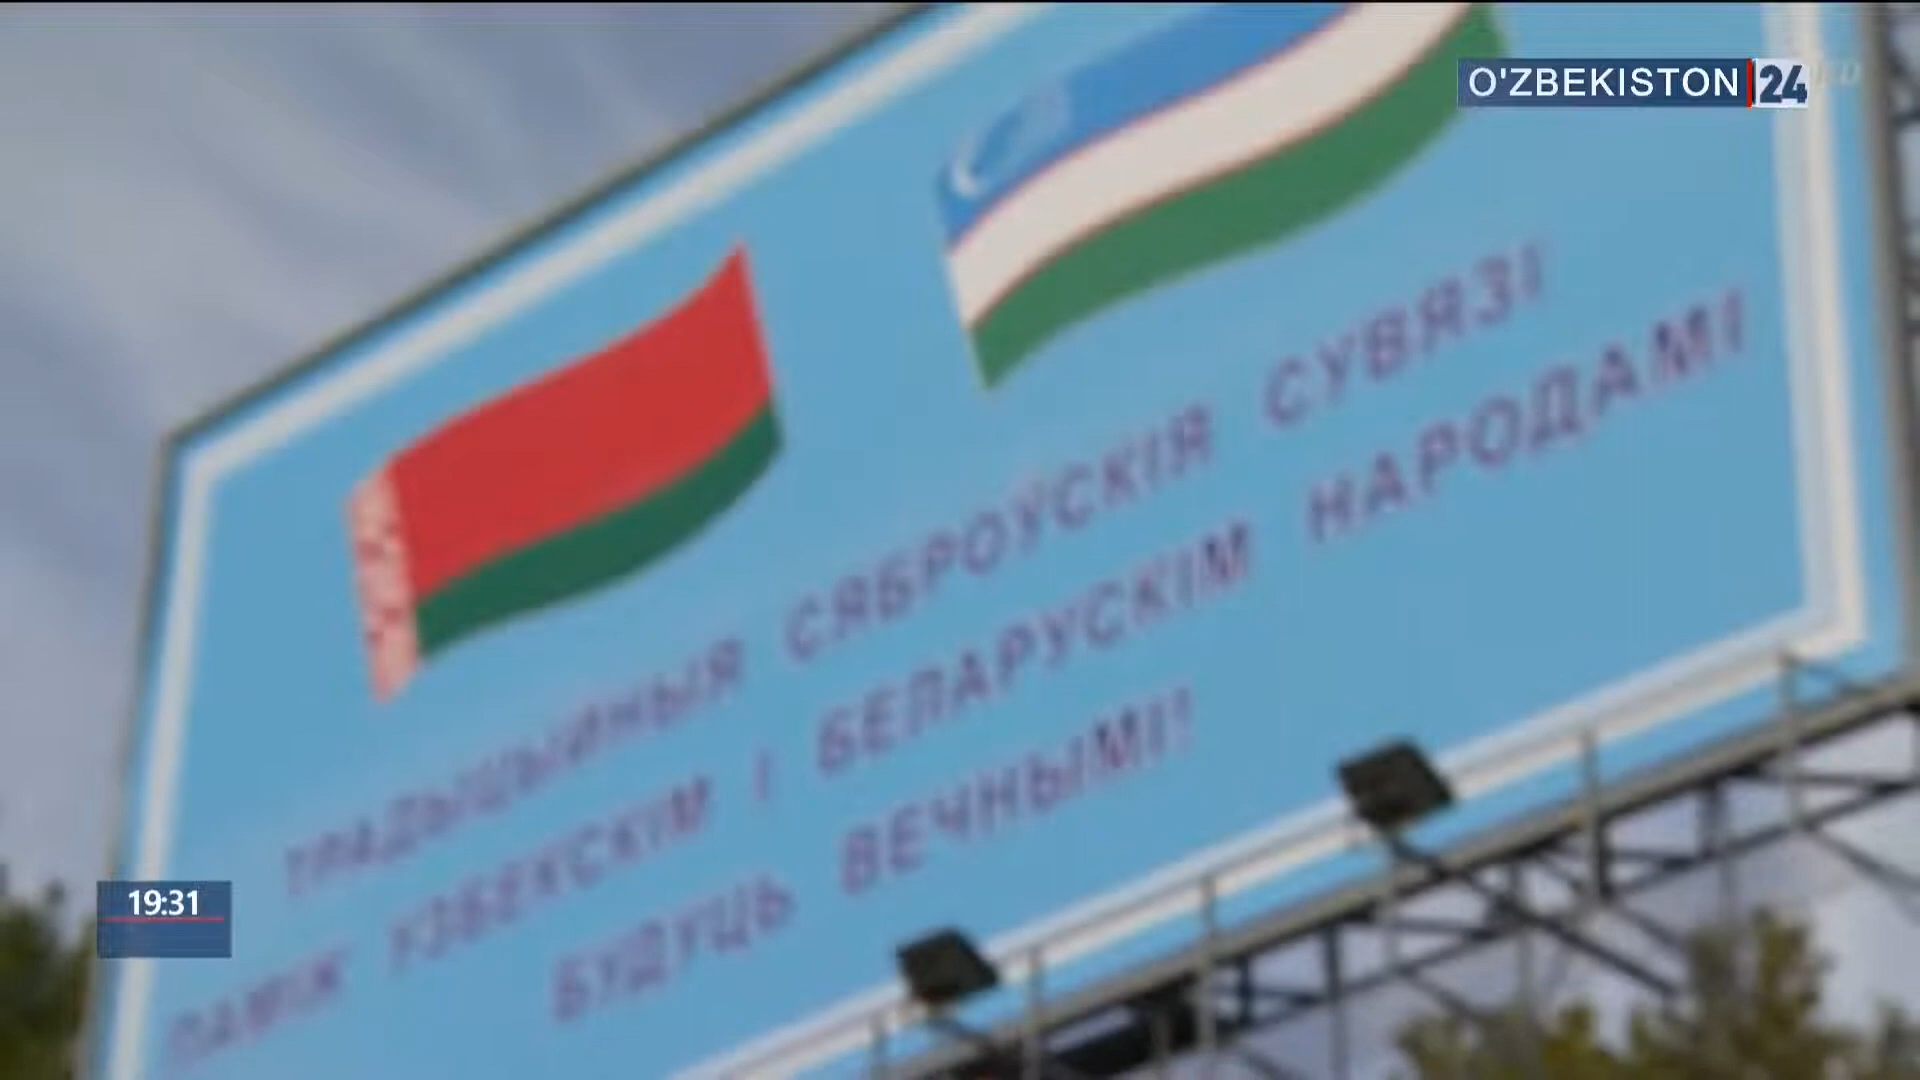 O'ZBEKISTON 24
ТРАДЫЦЫЙНЫЯ СЯБРОЎСКІЯ СУВЯЗІ
ПАМІЖ УЗБЕКСКІМ І БЕЛАРУСКІМ НАРОДАМІ
БУДУЦЬ ВЕЧНЫМІ!
19:31